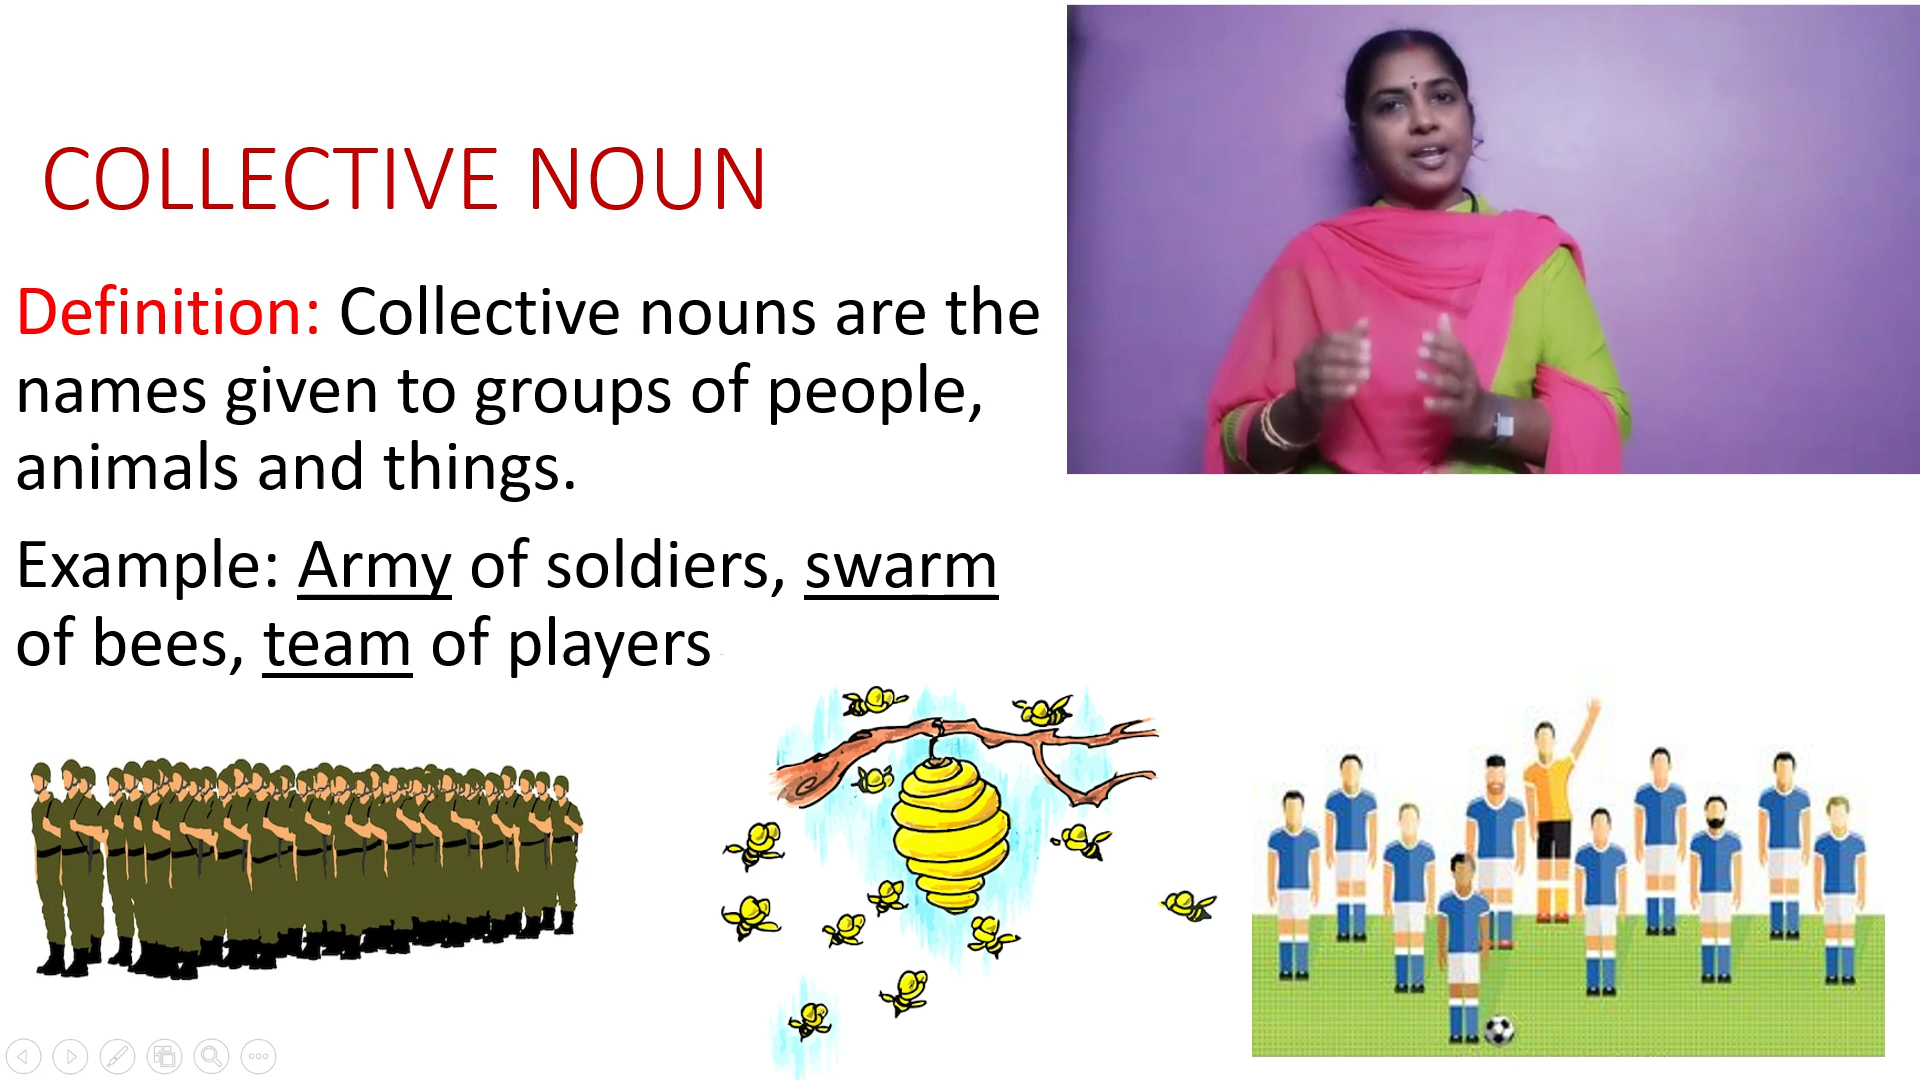 COLLECTIVE NOUN
Definition: Collective nouns are the
names given to groups of people,
animals and things.
Example: Army of soldiers, swarm
of bees, team of players